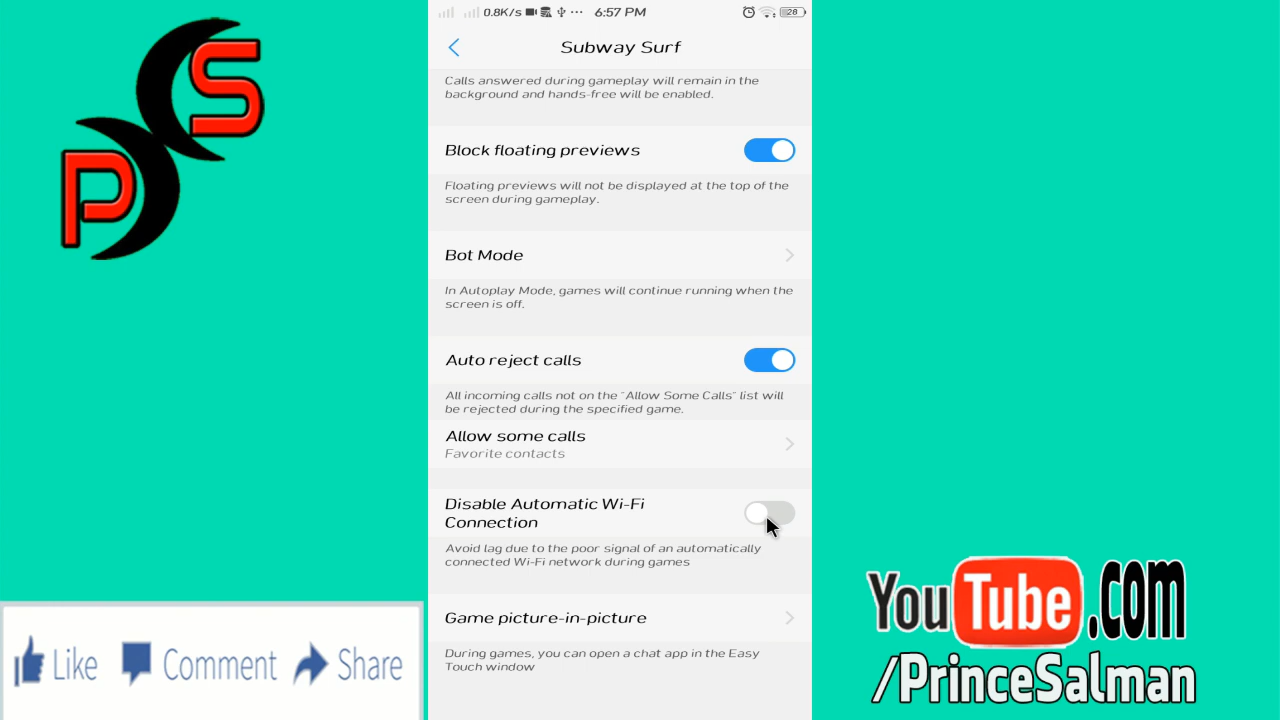 PS
0.8K/s ... 6:57 PM 28
Subway Surf
Calls answered during gameplay will remain in the
background and hands-free will be enabled.
Block floating previews
Floating previews will not be displayed at the top of the
screen during gameplay.
Bot Mode
In Autoplay Mode, games will continue running when the
screen is off.
Auto reject calls
All incoming calls not on the "Allow Some Calls" list will
be rejected during the specified game.
Allow some calls
Favorite contacts
Disable Automatic Wi-Fi
Connection
Avoid lag due to the poor signal of an automatically
connected Wi-Fi network during games
Game picture-in-picture
During games, you can open a chat app in the Easy
Touch window
Like Comment Share
YouTube.com
/PrinceSalman